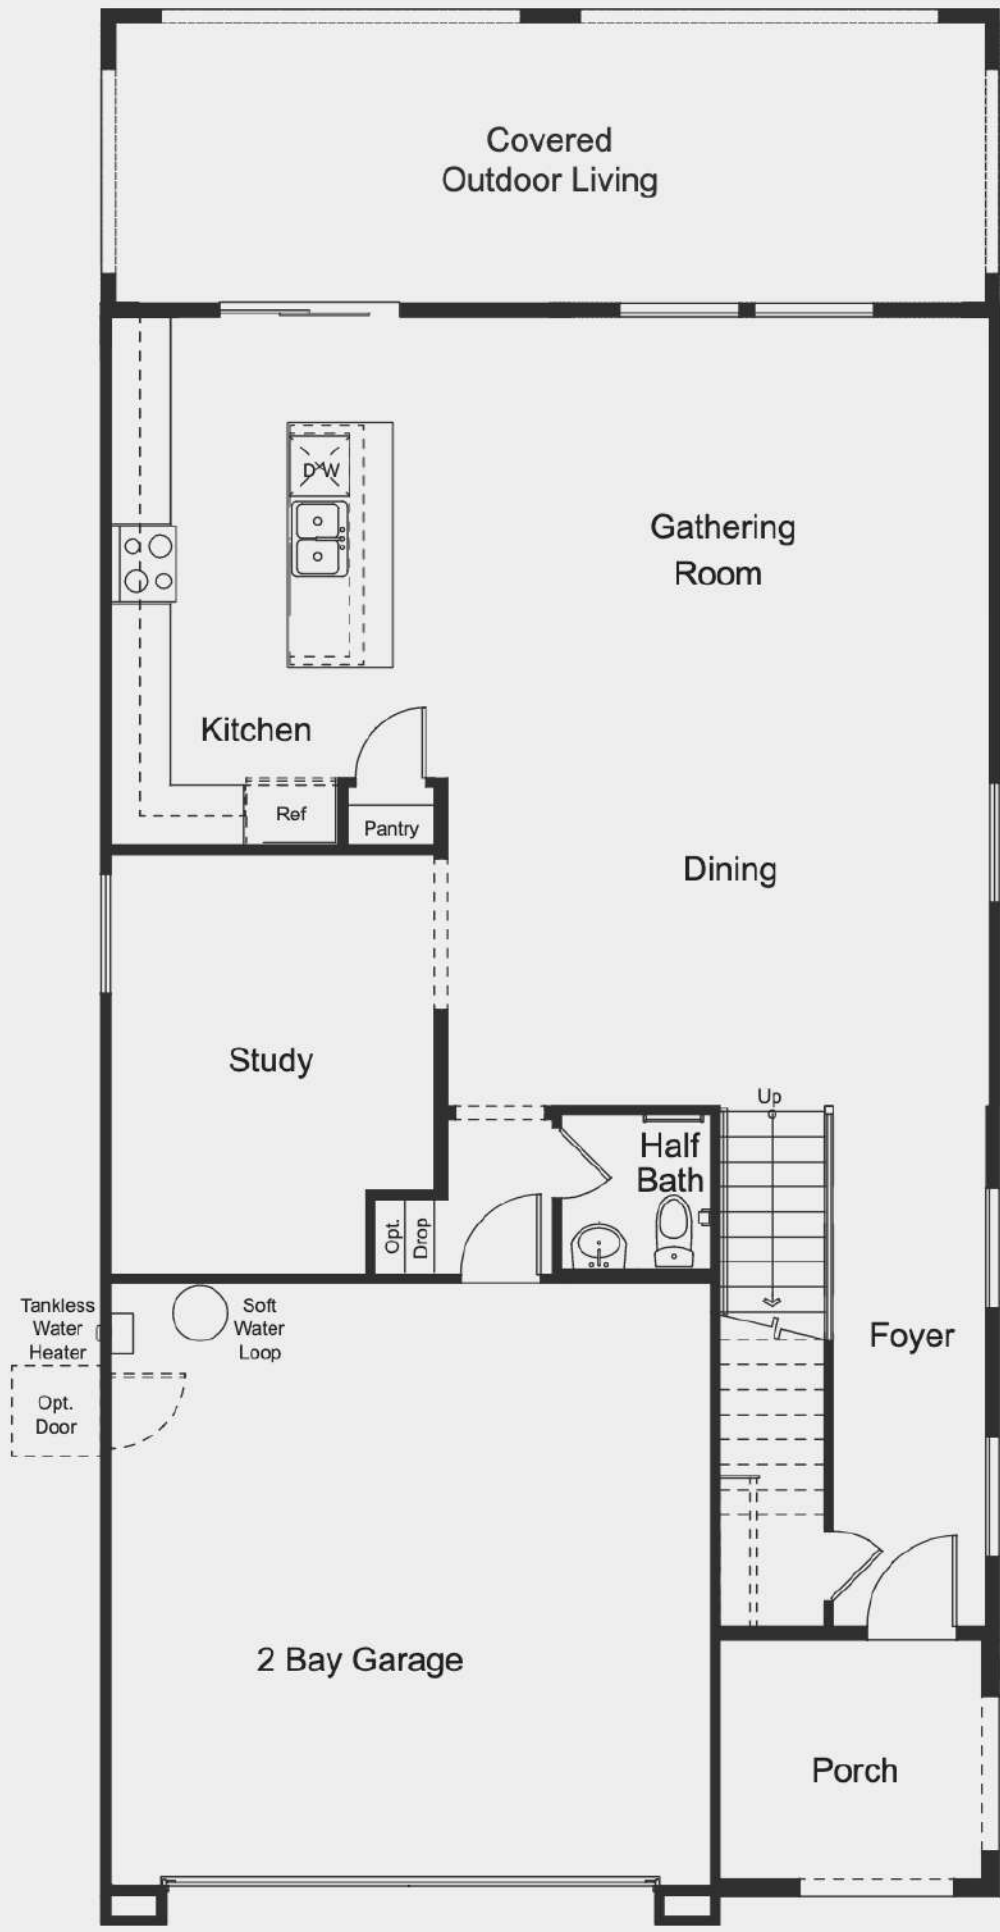 Covered
Outdoor Living
D W
Gathering
Room
Kitchen
Ref
Pantry
Dining
Study
Up
Half
Bath
Opt.
Drop
Tankless
Water
Heater
Soft
Water
Loop
Foyer
Opt.
Door
2 Bay Garage
Porch